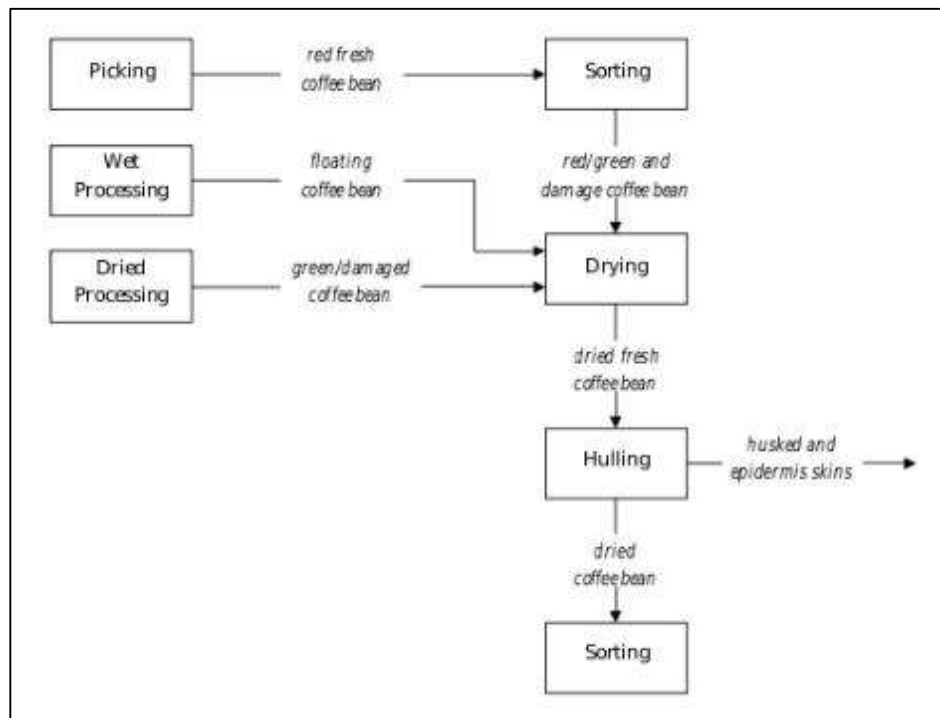 Picking
red fresh
coffee bean
Sorting
Wet
Processing
floating
coffee bean
red/green and
damage coffee bean
Dried
Processing
green/damaged
coffee bean
Drying
dried fresh
coffee bean
Hulling
husked and
epidermis skins
dried
coffee bean
Sorting